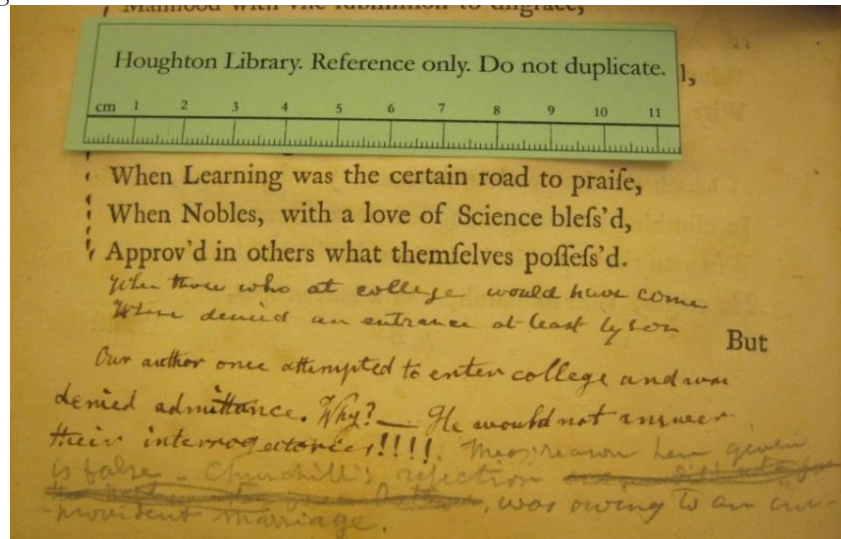 Manhood with the
Houghton Library. Reference only. Do not duplicate.
l,
cm 1 2 3 4 5 6 7 8 9 10 11
When Learning was the certain road to praiſe,
When Nobles, with a love of Science bleſs'd,
Approv'd in others what themſelves poſſeſs'd.
When those who at college would have come
denied an entrance at least
But
Our author once attempted to enter college and was
denied admittance. Why? — He would not answer
their interrogatories!!!! reason here given
is false – Churchill's rejection
, was owing to an im-
provident marriage.